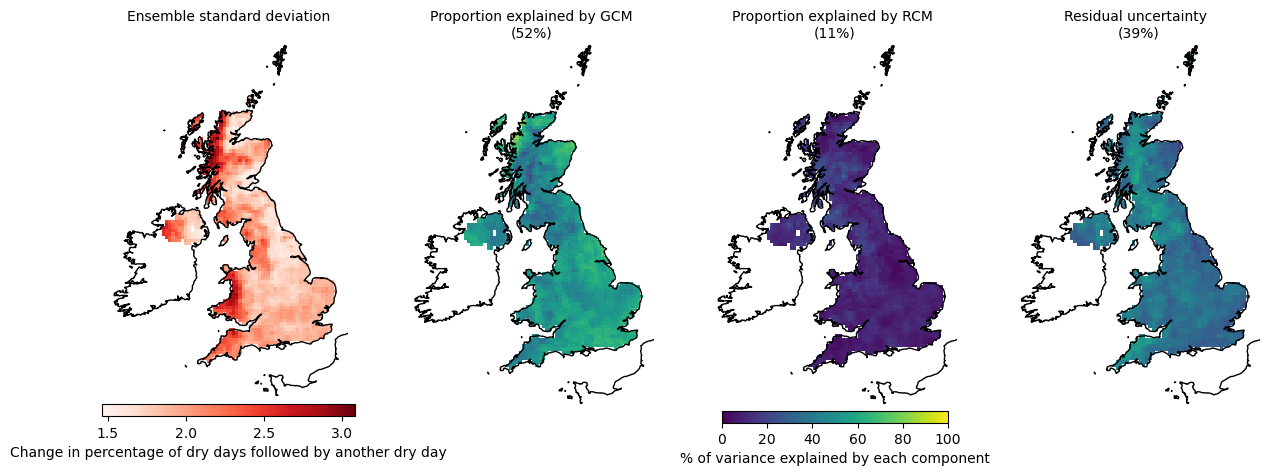 Ensemble standard deviation
Proportion explained by GCM
(52%)
Proportion explained by RCM
(11%)
Residual uncertainty
(39%)
1.5 2.0 2.5 3.0
Change in percentage of dry days followed by another dry day
0 20 40 60 80 100
% of variance explained by each component